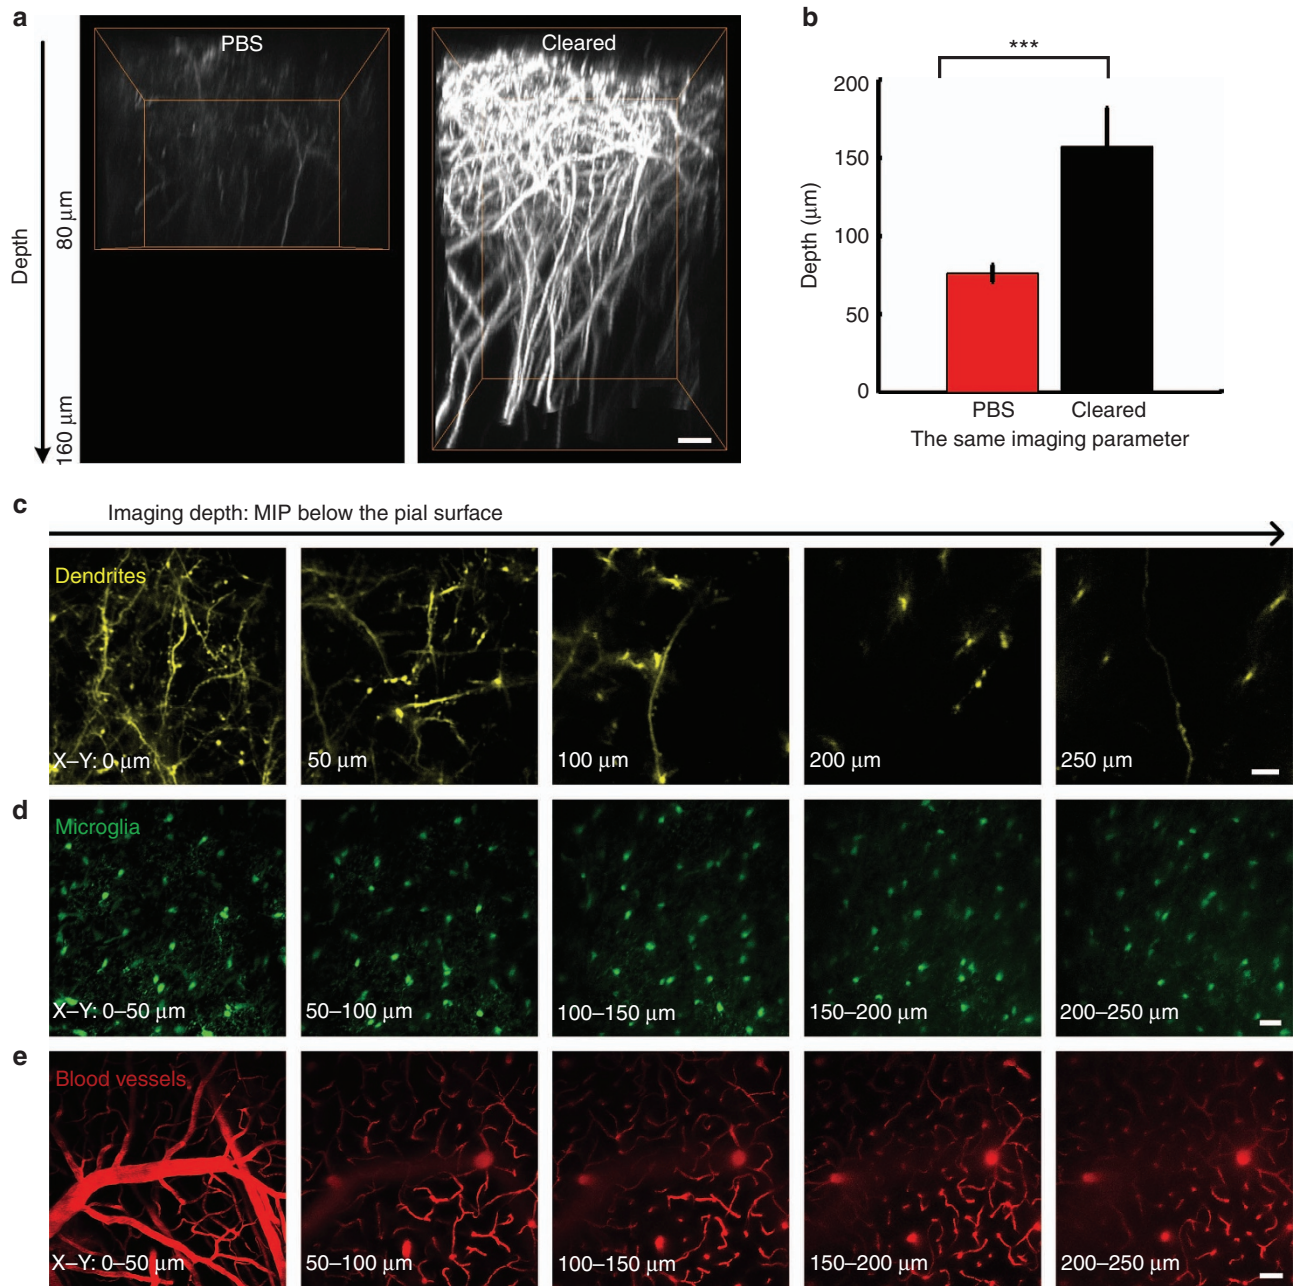 a
PBS
Cleared
Depth
80 μm
160 μm
b
***
200
150
100
50
0
Depth (μm)
PBS
Cleared
The same imaging parameter
c
Imaging depth: MIP below the pial surface
Dendrites
X–Y: 0 μm
50 μm
100 μm
200 μm
250 μm
d
Microglia
X–Y: 0–50 μm
50–100 μm
100–150 μm
150–200 μm
200–250 μm
e
Blood vessels
X–Y: 0–50 μm
50–100 μm
100–150 μm
150–200 μm
200–250 μm